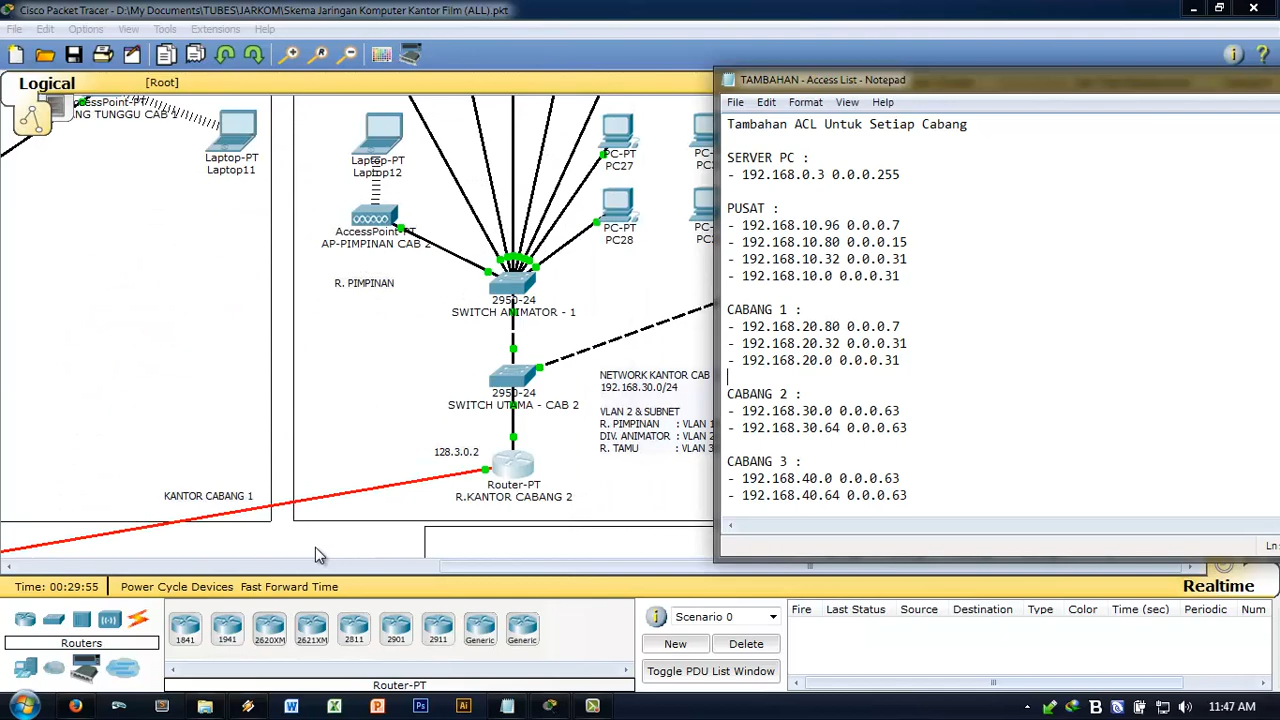 Cisco Packet Tracer - D:\My Documents\TUBES\JARKOM\Skema Jaringan Komputer Kantor Film (ALL).pkt
File Edit Options View Tools Extensions Help
Logical
[Root]
AccessPoint-PT
TUNGGU CAB
Laptop-PT
Laptop11
KANTOR CABANG 1
Laptop-PT
Laptop12
AccessPoint-PT
AP-PIMPINAN CAB 2
R. PIMPINAN
PC-PT
PC27
PC-PT
PC28
2950-24
SWITCH ANIMATOR - 1
2950-24
SWITCH UTAMA - CAB 2
128.3.0.2
Router-PT
R.KANTOR CABANG 2
NETWORK KANTOR CAB
192.168.30.0/24
VLAN 2 & SUBNET
R. PIMPINAN : VLAN 1
DIV. ANIMATOR : VLAN 2
R. TAMU : VLAN 3
TAMBAHAN - Access List - Notepad
File Edit Format View Help
Tambahan ACL Untuk Setiap Cabang
SERVER PC :
- 192.168.0.3 0.0.0.255
PUSAT :
- 192.168.10.96 0.0.0.7
- 192.168.10.80 0.0.0.15
- 192.168.10.32 0.0.0.31
- 192.168.10.0 0.0.0.31
CABANG 1 :
- 192.168.20.80 0.0.0.7
- 192.168.20.32 0.0.0.31
- 192.168.20.0 0.0.0.31
CABANG 2 :
- 192.168.30.0 0.0.0.63
- 192.168.30.64 0.0.0.63
CABANG 3 :
- 192.168.40.0 0.0.0.63
- 192.168.40.64 0.0.0.63
Ln:
Time: 00:29:55 Power Cycle Devices Fast Forward Time
Realtime
Routers
1841 1941 2620XM 2621XM 2811 2901 2911 Generic Generic
Router-PT
Scenario 0
New Delete
Toggle PDU List Window
Fire Last Status Source Destination Type Color Time (sec) Periodic Num
11:47 AM